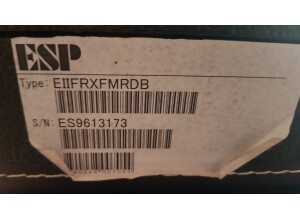 ESP
Type: EIIFRXFMRDB
S/N: ES9613173